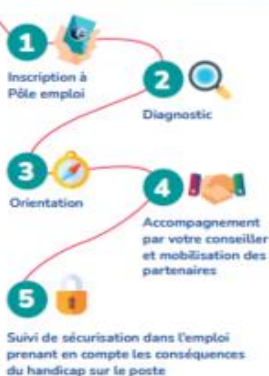 1
Inscription à
Pôle emploi
2
Diagnostic
3
Orientation
4
Accompagnement
par votre conseiller
et mobilisation des
partenaires
5
Suivi de sécurisation dans l'emploi
prenant en compte les conséquences
du handicap sur le poste